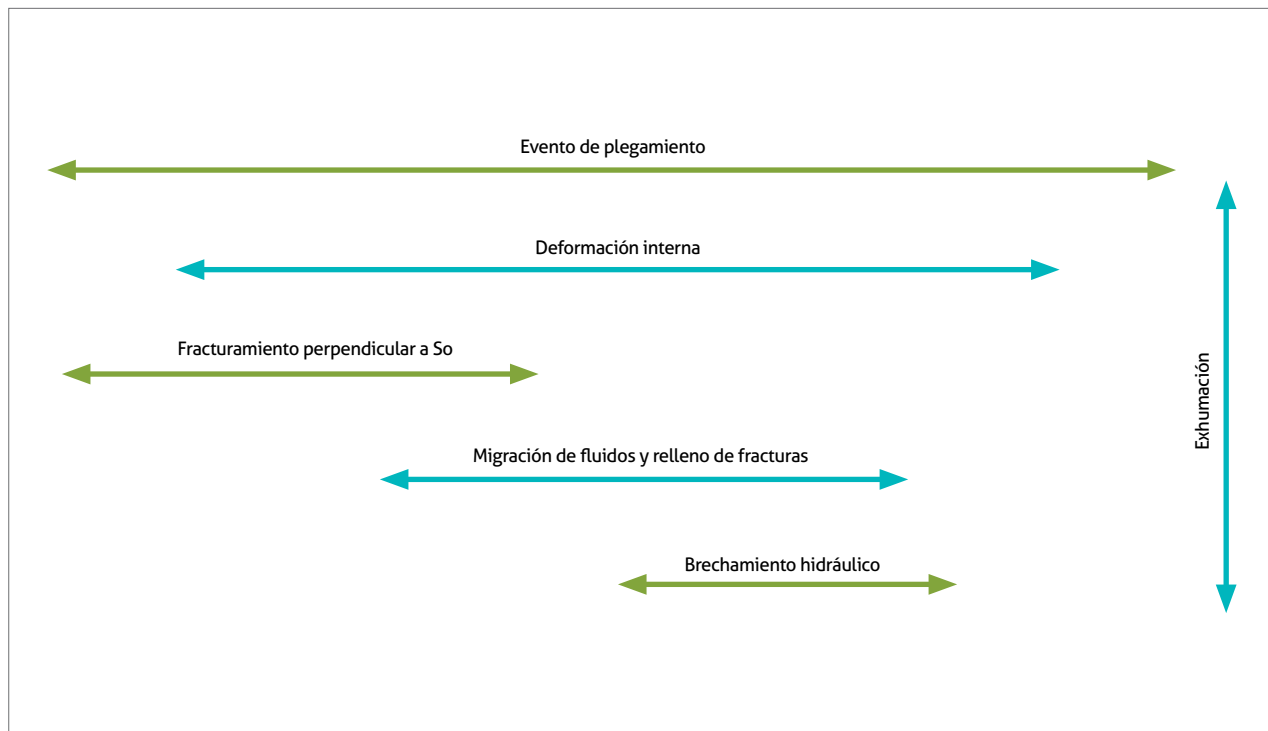 Evento de plegamiento
Deformación interna
Fracturamiento perpendicular a So
Exhumación
Migración de fluidos y relleno de fracturas
Brechamiento hidráulico